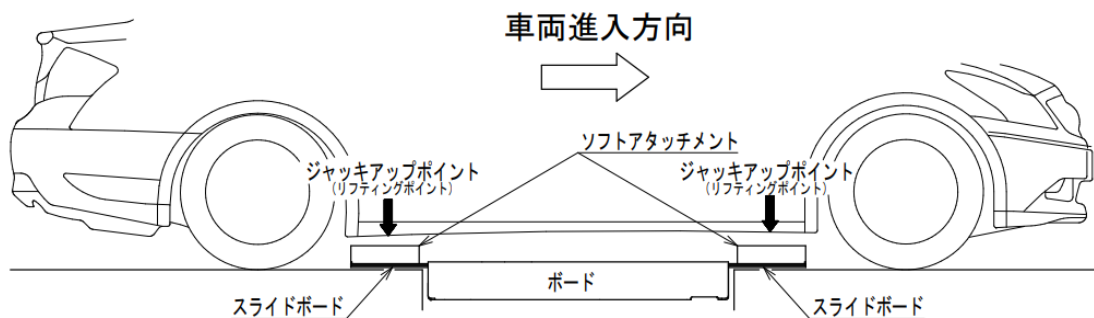 車両進入方向
ソフトアタッチメント
ジャッキアップポイント
(リフティングポイント)
ジャッキアップポイント
(リフティングポイント)
ボード
スライドボード
スライドボード